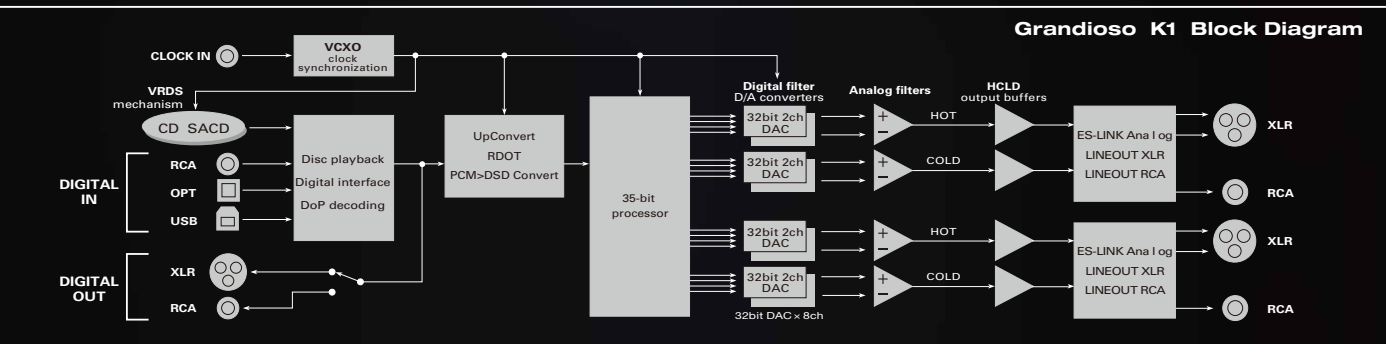 Grandioso K1 Block Diagram
CLOCK IN
VCXO
clock
synchronization
VRDS
mechanism
CD SACD
DIGITAL
IN
RCA
OPT
USB
Disc playback
Digital interface
DoP decoding
DIGITAL
OUT
XLR
RCA
UpConvert
RDOT
PCM>DSD Convert
35-bit
processor
Digital filter
D/A converters
32bit 2ch
DAC
32bit 2ch
DAC
32bit 2ch
DAC
32bit 2ch
DAC
32bit DAC × 8ch
Analog filters
+
−
+
−
+
−
+
−
HOT
COLD
HOT
COLD
HCLD
output buffers
ES-LINK Analog
LINEOUT XLR
LINEOUT RCA
XLR
RCA
ES-LINK Analog
LINEOUT XLR
LINEOUT RCA
XLR
RCA